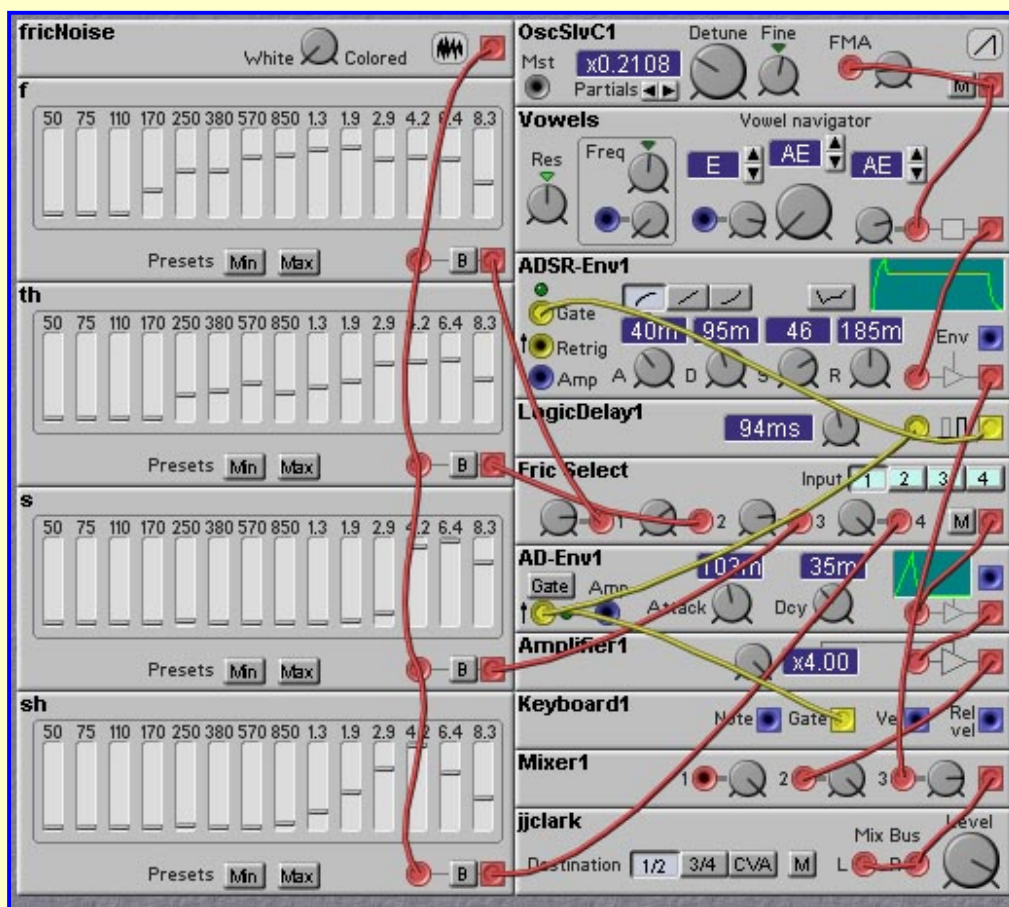 fricNoise
White Colored
f
50 75 110 170 250 380 570 850 1.3 1.9 2.9 4.2 6.4 8.3
Presets Min Max B
th
50 75 110 170 250 380 570 850 1.3 1.9 2.9 4.2 6.4 8.3
Presets Min Max B
s
50 75 110 170 250 380 570 850 1.3 1.9 2.9 4.2 6.4 8.3
Presets Min Max B
sh
50 75 110 170 250 380 570 850 1.3 1.9 2.9 4.2 6.4 8.3
Presets Min Max B
OscSlvC1 Detune Fine FMA
Mst x0.2108
Partials M
Vowels Vowel navigator
Res Freq E AE AE
ADSR-Env1
Gate
40m 95m 46 185m Env
Retrig
Amp A D S R
LogicDelay1 94ms
Fric Select Input 1 2 3 4
1 2 3 4 M
AD-Env1 103m 35m
Gate Amp Attack Dcy
Amplifier1 x4.00
Keyboard1
Note Gate Vel Rel vel
Mixer1
1 2 3
jjclark Mix Bus Level
Destination 1/2 3/4 CVA M L R